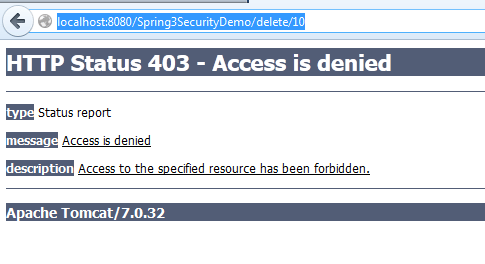 localhost:8080/Spring3SecurityDemo/delete/10
HTTP Status 403 - Access is denied
type Status report
message Access is denied
description Access to the specified resource has been forbidden.
Apache Tomcat/7.0.32